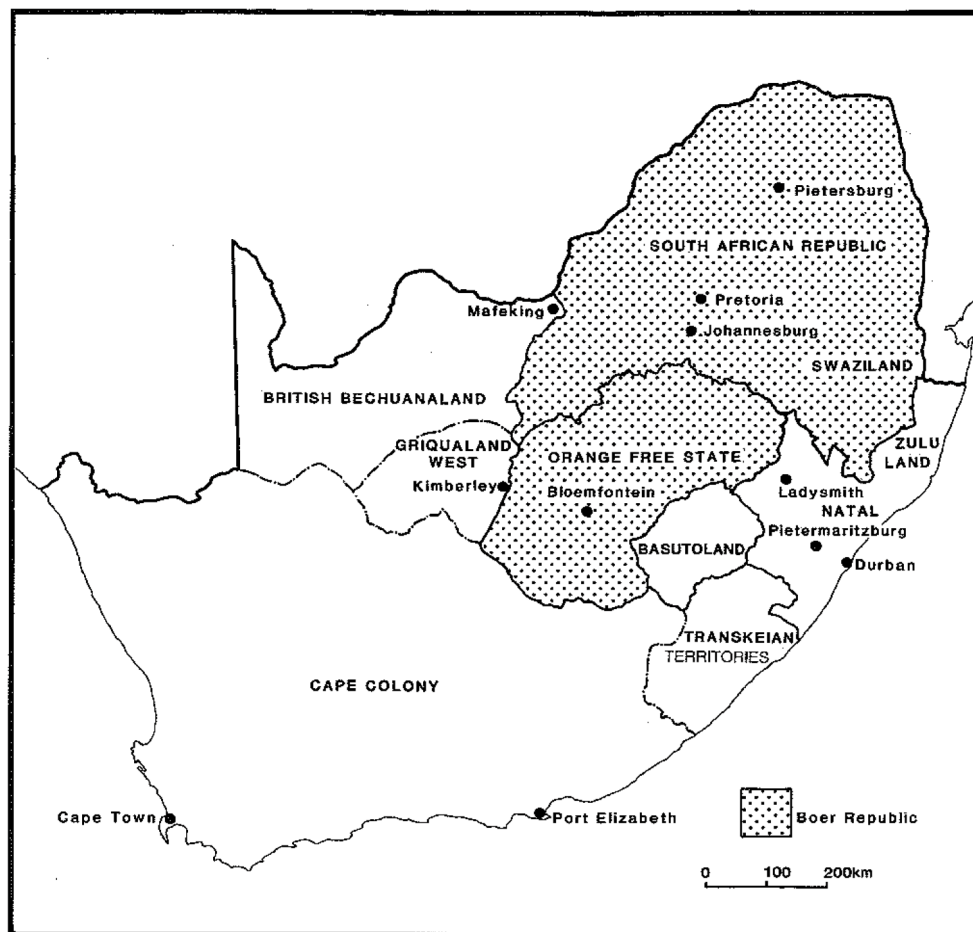 Pietersburg
SOUTH AFRICAN REPUBLIC
Pretoria
Mafeking
Johannesburg
SWAZILAND
BRITISH BECHUANALAND
GRIQUALAND
WEST
ZULU
LAND
ORANGE FREE STATE
Kimberley
Bloemfontein
Ladysmith
NATAL
Pietermaritzburg
BASUTOLAND
Durban
TRANSKEIAN
TERRITORIES
CAPE COLONY
Cape Town
Port Elizabeth
Boer Republic
0 100 200km